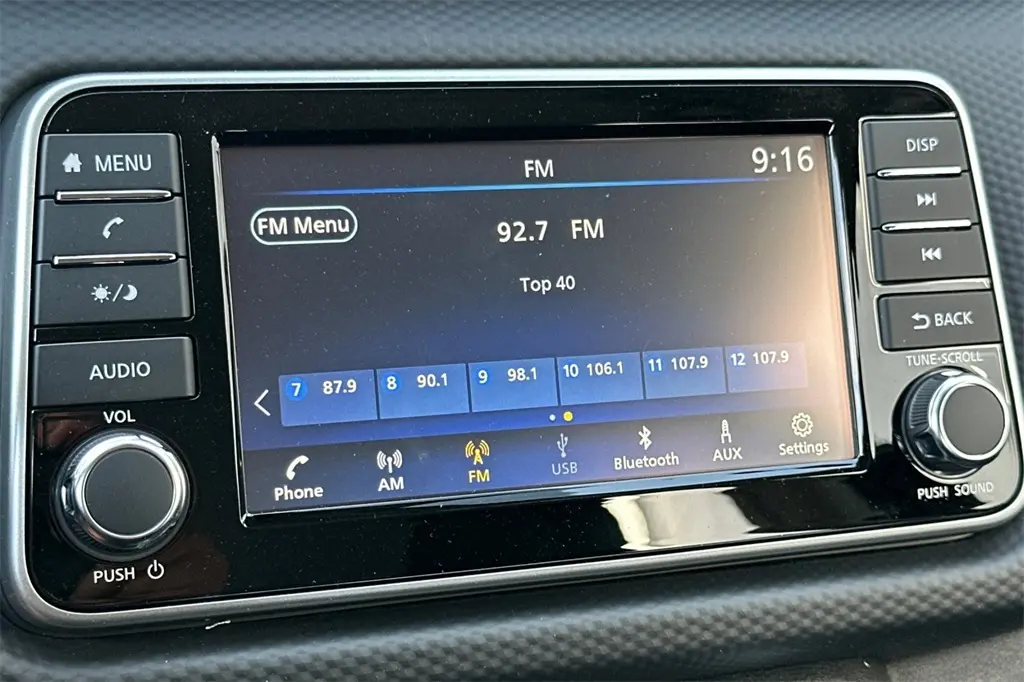 MENU
AUDIO
VOL
PUSH
FM
9:16
FM Menu
92.7 FM
Top 40
7 87.9 8 90.1 9 98.1 10 106.1 11 107.9 12 107.9
Phone AM FM USB Bluetooth AUX Settings
DISP
BACK
TUNE-SCROLL
PUSH SOUND